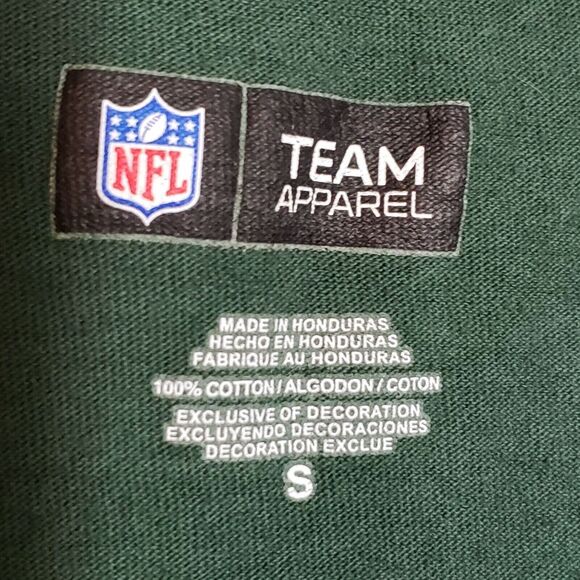 NFL
TEAM
APPAREL
MADE IN HONDURAS
HECHO EN HONDURAS
FABRIQUE AU HONDURAS
100% COTTON/ALGODON/COTON
EXCLUSIVE OF DECORATION
EXCLUYENDO DECORACIONES
DECORATION EXCLUE
S